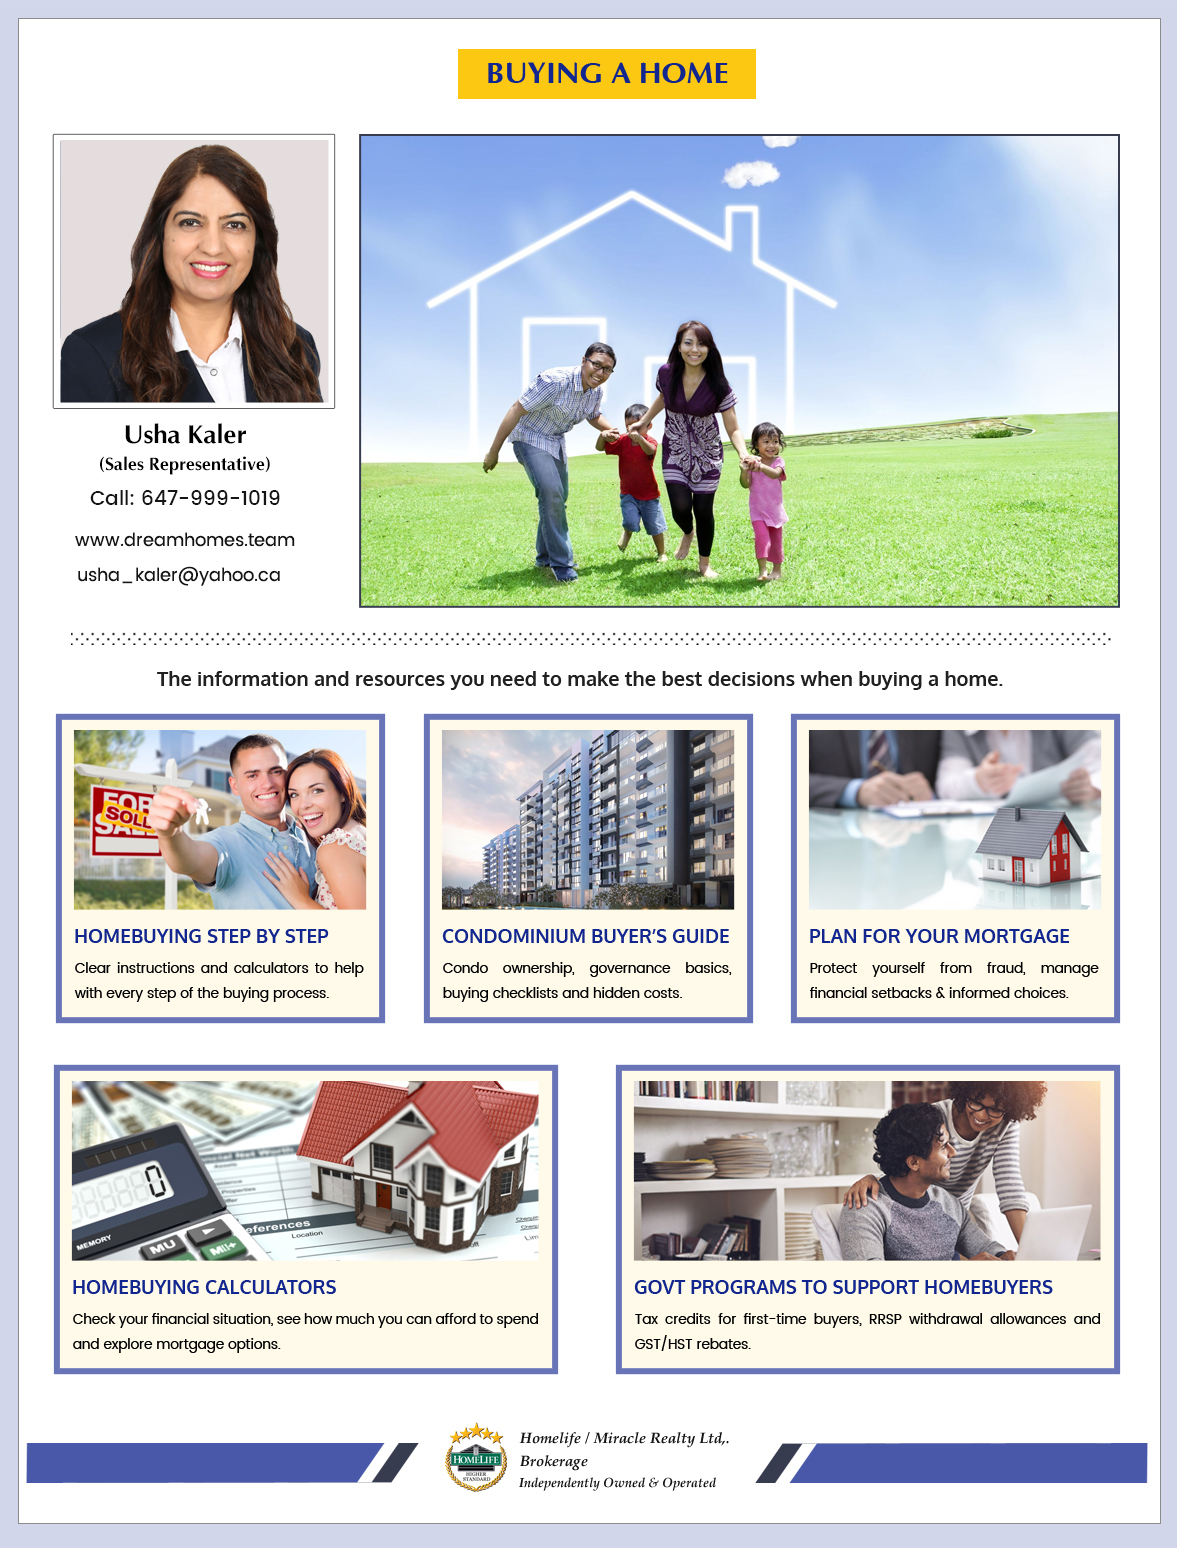 BUYING A HOME
Usha Kaler
(Sales Representative)
Call: 647-999-1019
www.dreamhomes.team
usha_kaler@yahoo.ca
The information and resources you need to make the best decisions when buying a home.
FOR
SOLD
SALE
HOMEBUYING STEP BY STEP
Clear instructions and calculators to help
with every step of the buying process.
CONDOMINIUM BUYER'S GUIDE
Condo ownership, governance basics,
buying checklists and hidden costs.
PLAN FOR YOUR MORTGAGE
Protect yourself from fraud, manage
financial setbacks & informed choices.
0
MEMORY
MU
MII+
eferences
Location
HOMEBUYING CALCULATORS
Check your financial situation, see how much you can afford to spend
and explore mortgage options.
GOVT PROGRAMS TO SUPPORT HOMEBUYERS
Tax credits for first-time buyers, RRSP withdrawal allowances and
GST/HST rebates.
HOMELIFE
HIGHER
STANDARD
Homelife / Miracle Realty Ltd,.
Brokerage
Independently Owned & Operated